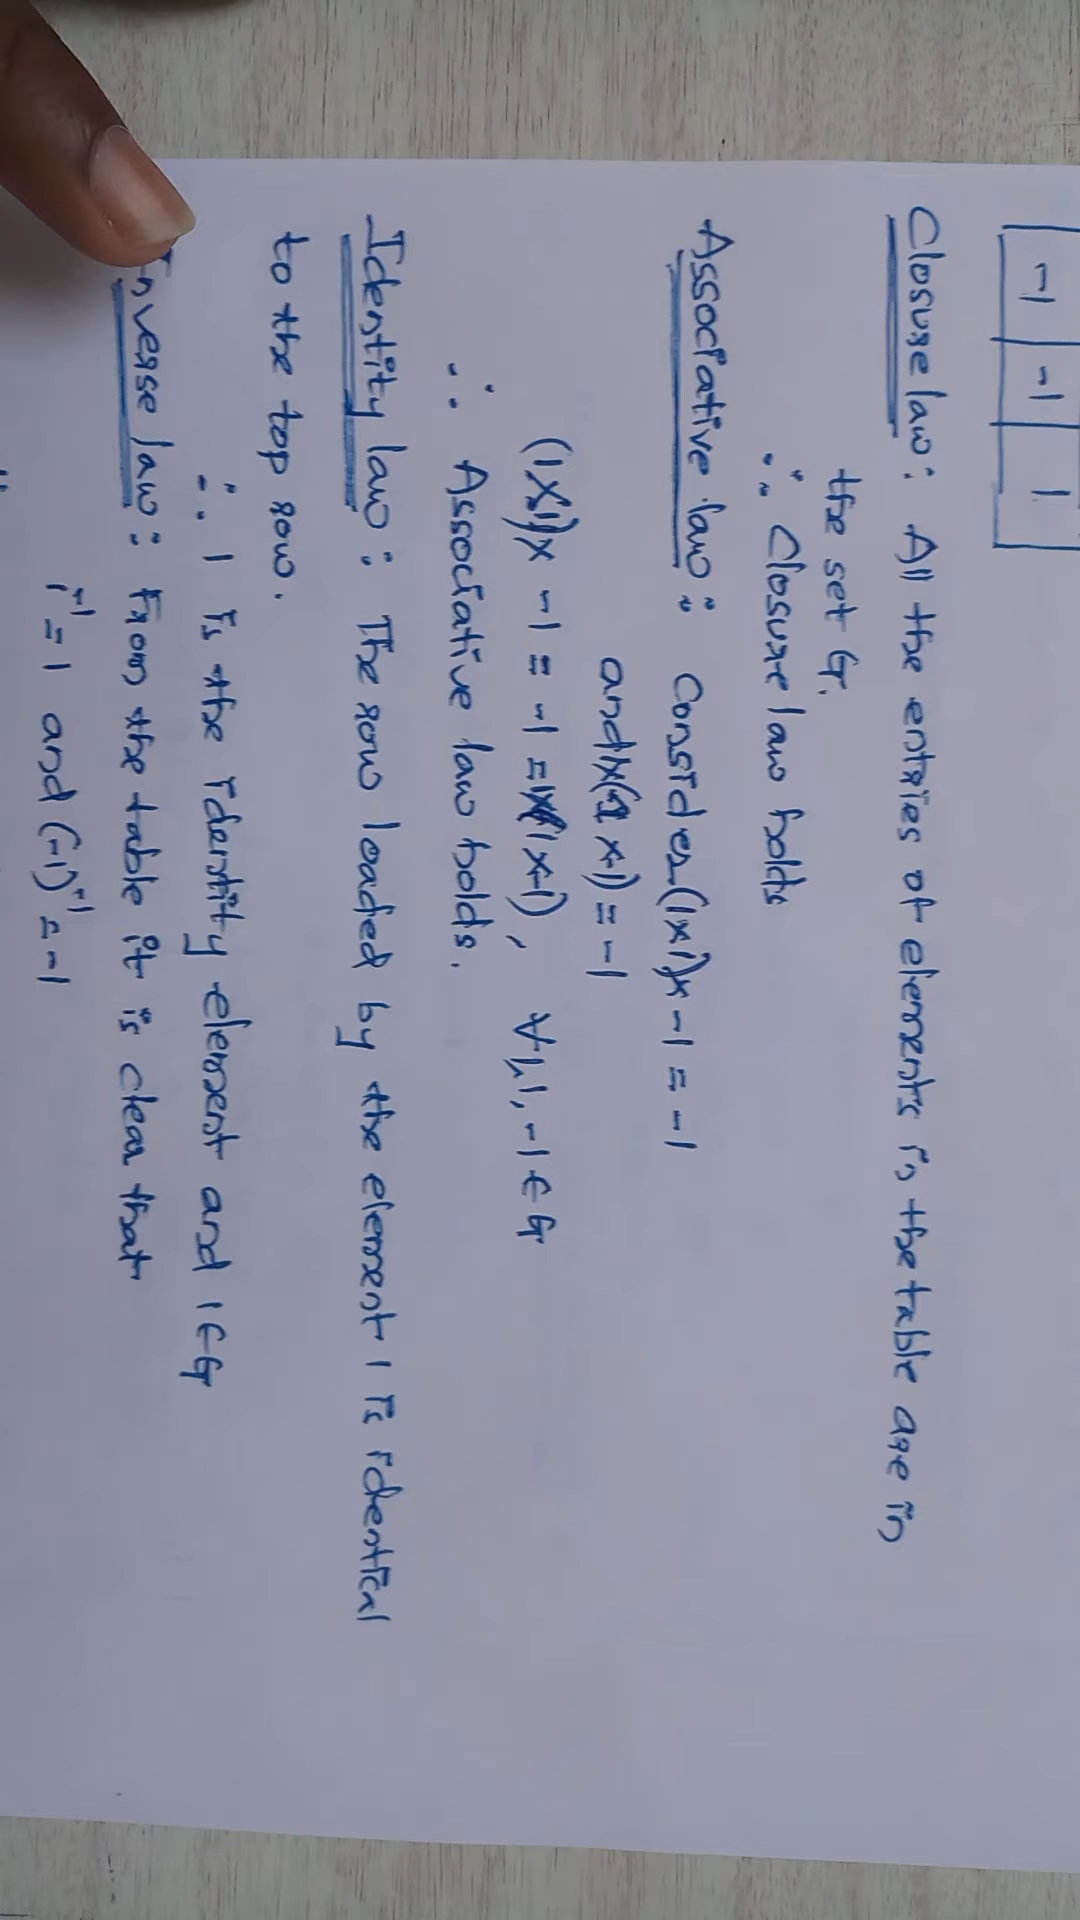 -1 -1 1
Closure law: All the entries of elements in the table are in
the set G.
∴ Closure law holds
Associative law: Consider (1×1)×-1 = -1
and 1×(1×-1) = -1
(1×1)× -1 = -1 = 1×(1×-1), ∀ 1,1,-1 ∈ G
∴ Associative law holds.
Identity law: The row loaded by the element 1 is identical
to the top row.
∴ 1 is the identity element and 1 ∈ G
Inverse law: From the table it is clear that
1⁻¹ = 1 and (-1)⁻¹ = -1